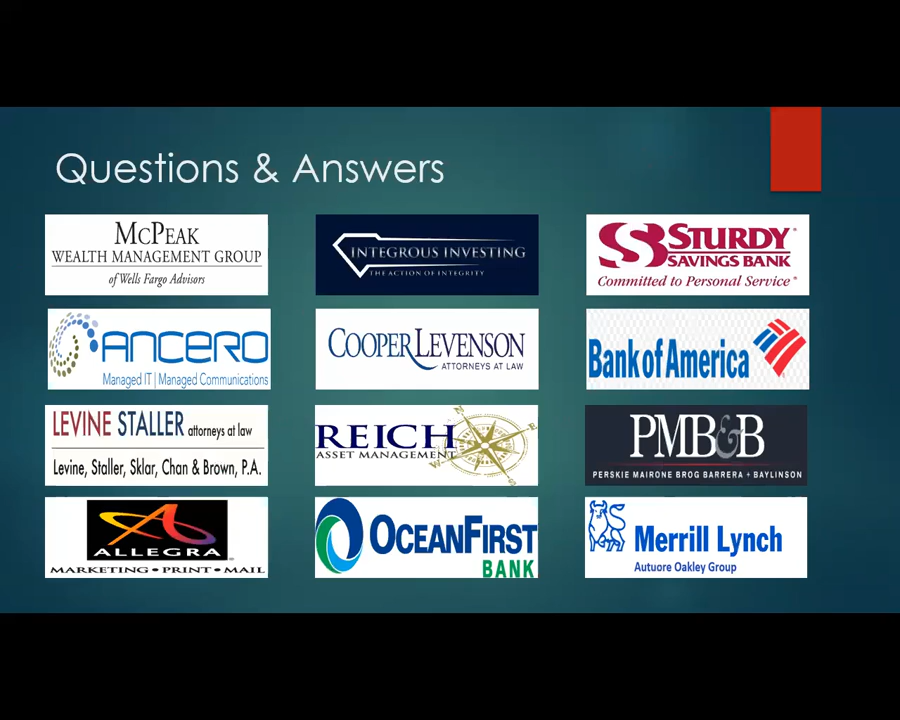 Questions & Answers
McPeak
Wealth Management Group
of Wells Fargo Advisors
Integrous Investing
The Action of Integrity
SB Sturdy
Savings Bank
Committed to Personal Service®
Ancero
Managed IT | Managed Communications
Cooper Levenson
Attorneys at Law
Bank of America
Levine Staller attorneys at law
Levine, Staller, Sklar, Chan & Brown, P.A.
Reich
Asset Management
N E S W
PMB&B
Perskie Mairone Brog Barrera + Baylinson
Allegra
Marketing • Print • Mail
OceanFirst
Bank
Merrill Lynch
Autuore Oakley Group